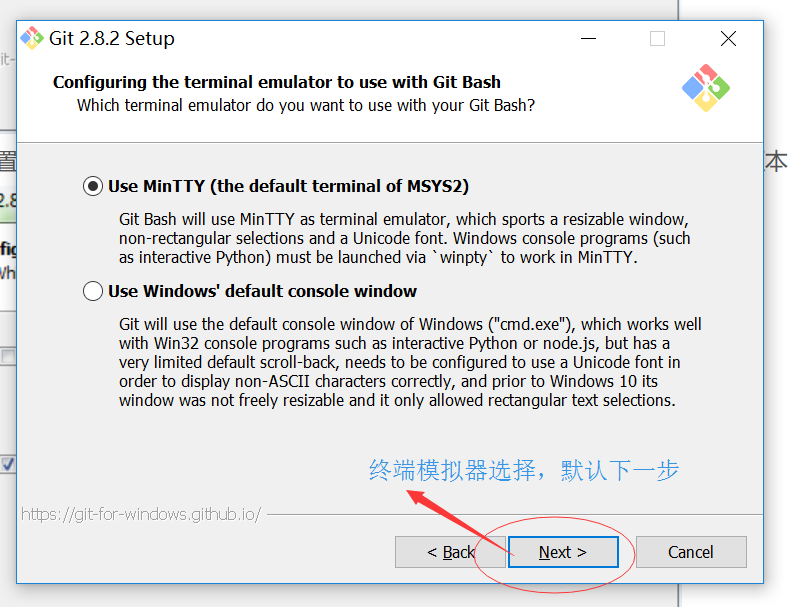 Git 2.8.2 Setup
Configuring the terminal emulator to use with Git Bash
Which terminal emulator do you want to use with your Git Bash?
置
本
Use MinTTY (the default terminal of MSYS2)
2.8
Git Bash will use MinTTY as terminal emulator, which sports a resizable window,
non-rectangular selections and a Unicode font. Windows console programs (such
as interactive Python) must be launched via `winpty` to work in MinTTY.
Use Windows' default console window
Git will use the default console window of Windows ("cmd.exe"), which works well
with Win32 console programs such as interactive Python or node.js, but has a
very limited default scroll-back, needs to be configured to use a Unicode font in
order to display non-ASCII characters correctly, and prior to Windows 10 its
window was not freely resizable and it only allowed rectangular text selections.
终端模拟器选择，默认下一步
https://git-for-windows.github.io/
< Back
Next >
Cancel